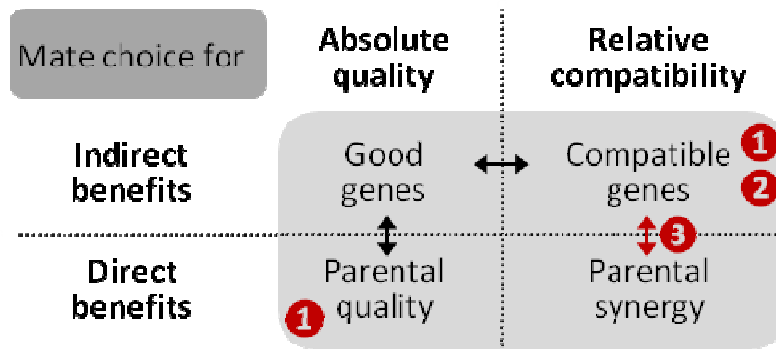 Mate choice for
Absolute
quality
Relative
compatibility
Indirect
benefits
Good
genes
Compatible
genes
1
2
3
Direct
benefits
Parental
quality
1
Parental
synergy